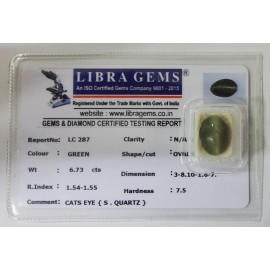 LIBRA GEMS®
An ISO Certified Gems Company 9001 - 2015
Registered Under the Trade Marks with Govt. of India
www.libragems.co.in
GEMS & DIAMOND CERTIFIED TESTING REPORT
ReportNo: LC 287 Clarity N/A
Colour : GREEN Shape/cut : OVAL
Wt : 6.73 cts Dimension :
R.Index : 1.54-1.55 Hardness : 7.5
Comment : CATS EYE ( S . QUARTZ )